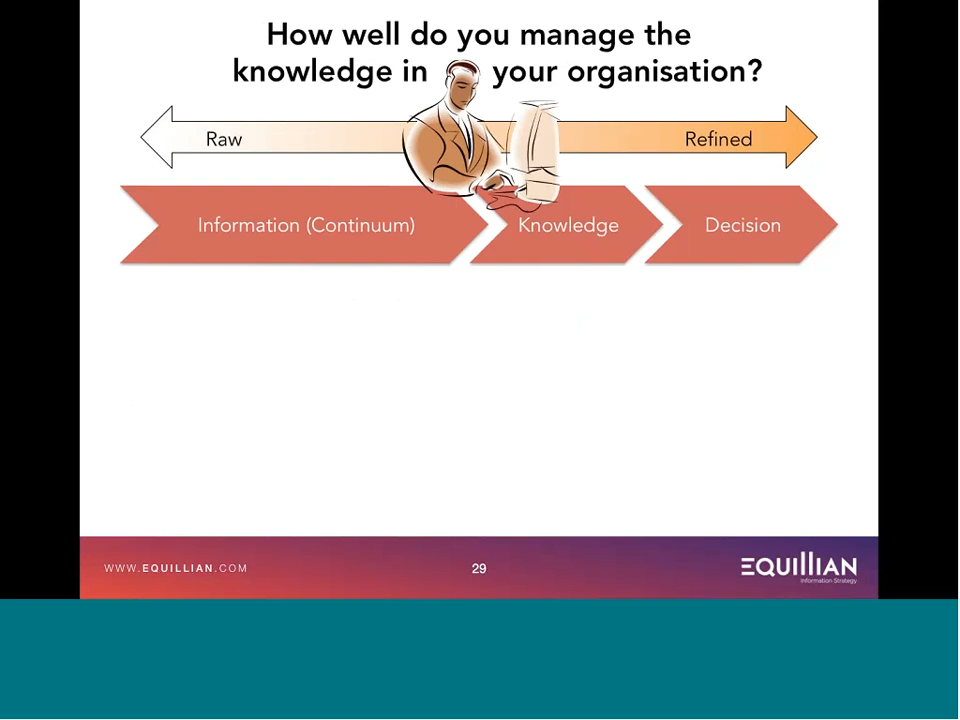 How well do you manage the
knowledge in your organisation?
Raw
Refined
Information (Continuum)
Knowledge
Decision
WWW.EQUILLIAN.COM
29
EQUILLIAN
Information Strategy